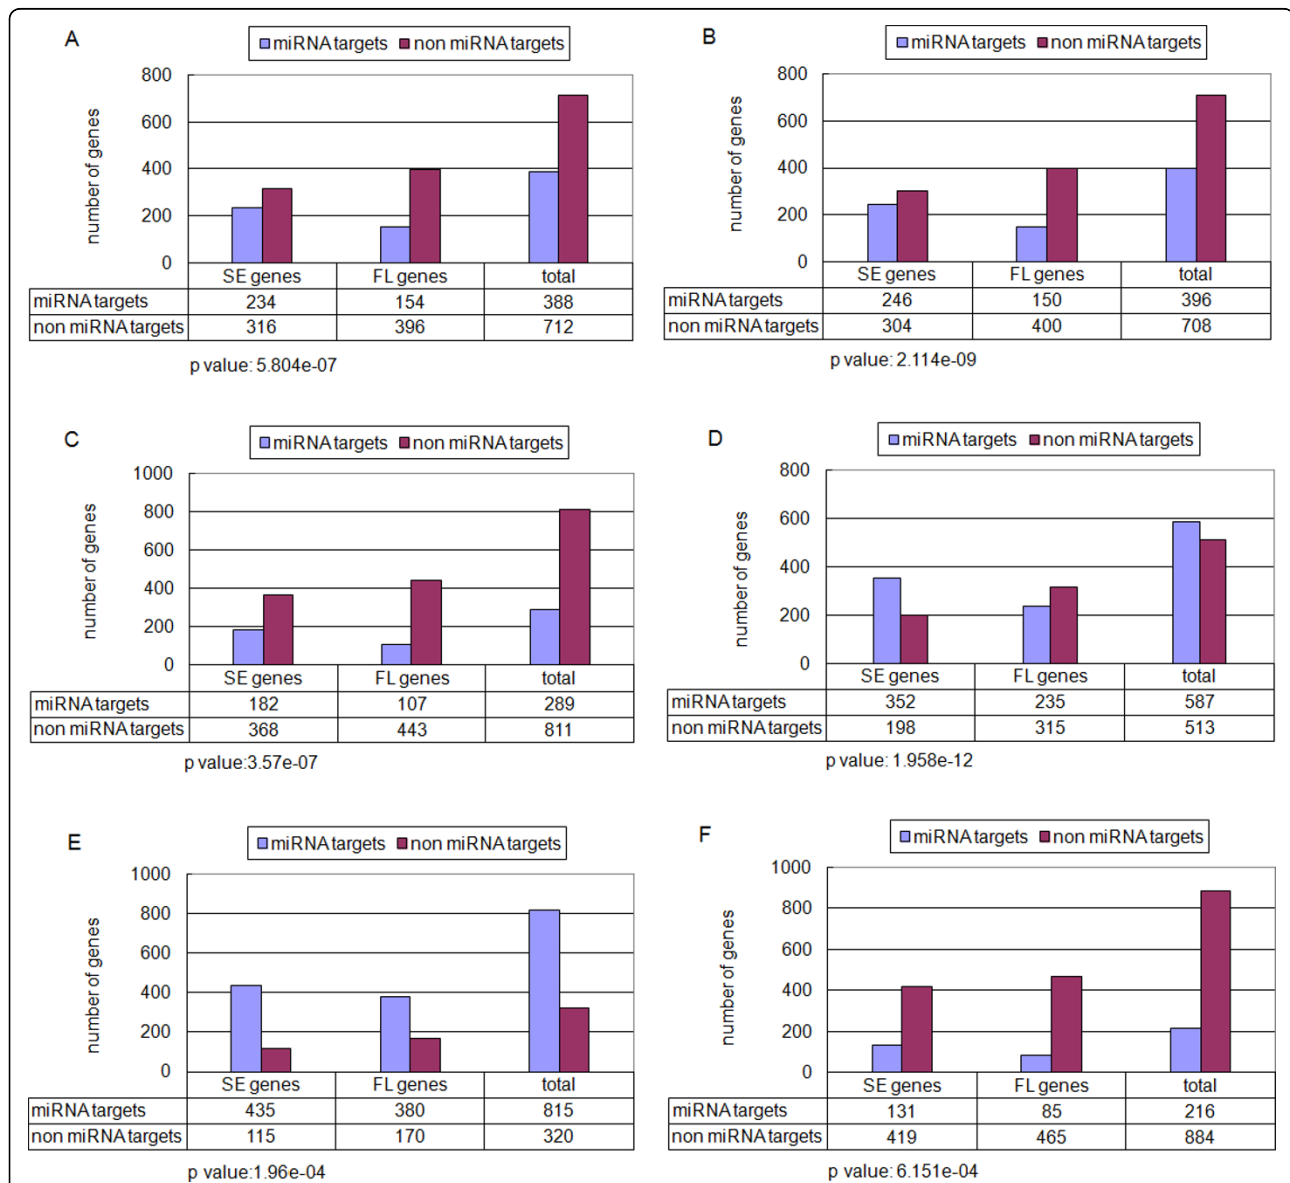 A
miRNA targets non miRNA targets
number of genes
800
600
400
200
0
SE genes FL genes total
miRNA targets 234 154 388
non miRNA targets 316 396 712
p value: 5.804e-07
B
miRNA targets non miRNA targets
number of genes
800
600
400
200
0
SE genes FL genes total
miRNA targets 246 150 396
non miRNA targets 304 400 708
p value: 2.114e-09
C
miRNA targets non miRNA targets
number of genes
1000
800
600
400
200
0
SE genes FL genes total
miRNA targets 182 107 289
non miRNA targets 368 443 811
p value:3.57e-07
D
miRNA targets non miRNA targets
number of genes
800
600
400
200
0
SE genes FL genes total
miRNA targets 352 235 587
non miRNA targets 198 315 513
p value: 1.958e-12
E
miRNA targets non miRNA targets
number of genes
1000
800
600
400
200
0
SE genes FL genes total
miRNA targets 435 380 815
non miRNA targets 115 170 320
p value:1.96e-04
F
miRNA targets non miRNA targets
number of genes
1000
800
600
400
200
0
SE genes FL genes total
miRNA targets 131 85 216
non miRNA targets 419 465 884
p value: 6.151e-04